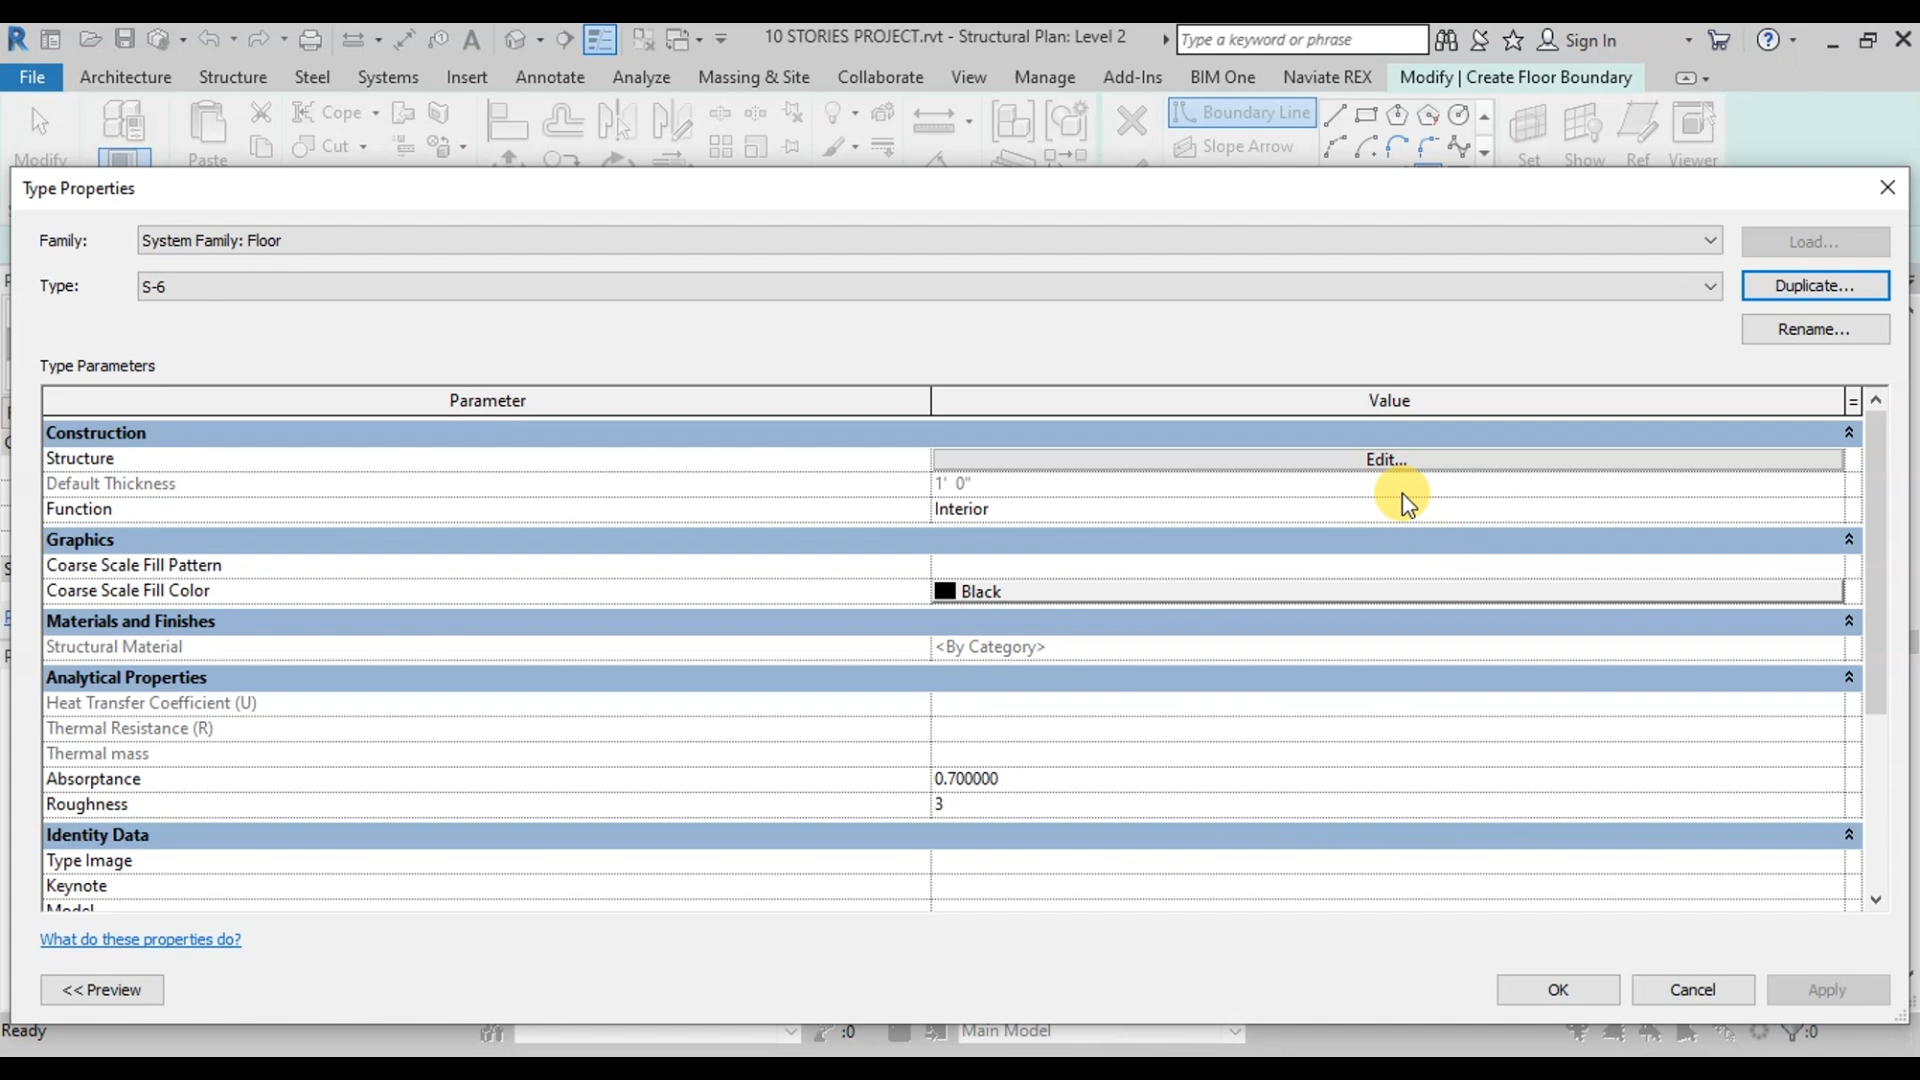 10 STORIES PROJECT.rvt - Structural Plan: Level 2
Type a keyword or phrase
Sign In
File Architecture Structure Steel Systems Insert Annotate Analyze Massing & Site Collaborate View Manage Add-Ins BIM One Naviate REX Modify | Create Floor Boundary
Cope
Boundary Line
Cut
Slope Arrow
Modify
Paste
Set Show Ref Viewer
Type Properties
Family: System Family: Floor Load...
Type: S-6 Duplicate...
Rename...
Type Parameters
Parameter Value =
Construction
Structure Edit...
Default Thickness 1' 0"
Function Interior
Graphics
Coarse Scale Fill Pattern
Coarse Scale Fill Color Black
Materials and Finishes
Structural Material <By Category>
Analytical Properties
Heat Transfer Coefficient (U)
Thermal Resistance (R)
Thermal mass
Absorptance 0.700000
Roughness 3
Identity Data
Type Image
Keynote
Model
What do these properties do?
<< Preview OK Cancel Apply
Ready :0 Main Model :0